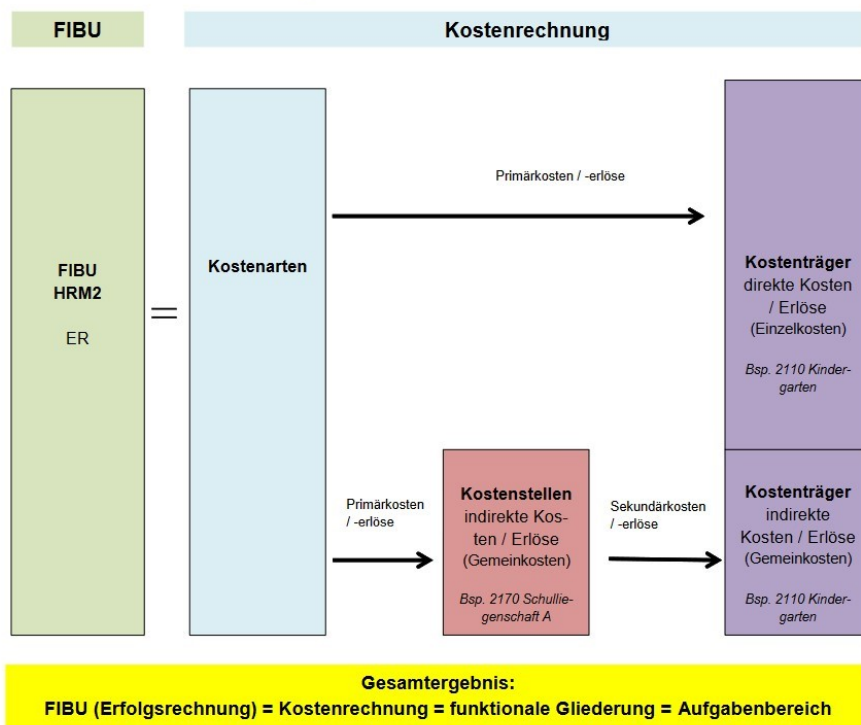 FIBU
Kostenrechnung
FIBU
HRM2
ER
=
Kostenarten
Primärkosten / -erlöse
Kostenträger
direkte Kosten
/ Erlöse
(Einzelkosten)
Bsp. 2110 Kinder-
garten
Primärkosten
/ -erlöse
Kostenstellen
indirekte Kos-
ten / Erlöse
(Gemeinkosten)
Bsp. 2170 Schullie-
genschaft A
Sekundärkosten
/ -erlöse
Kostenträger
indirekte
Kosten / Erlöse
(Gemeinkosten)
Bsp. 2110 Kinder-
garten
Gesamtergebnis:
FIBU (Erfolgsrechnung) = Kostenrechnung = funktionale Gliederung = Aufgabenbereich